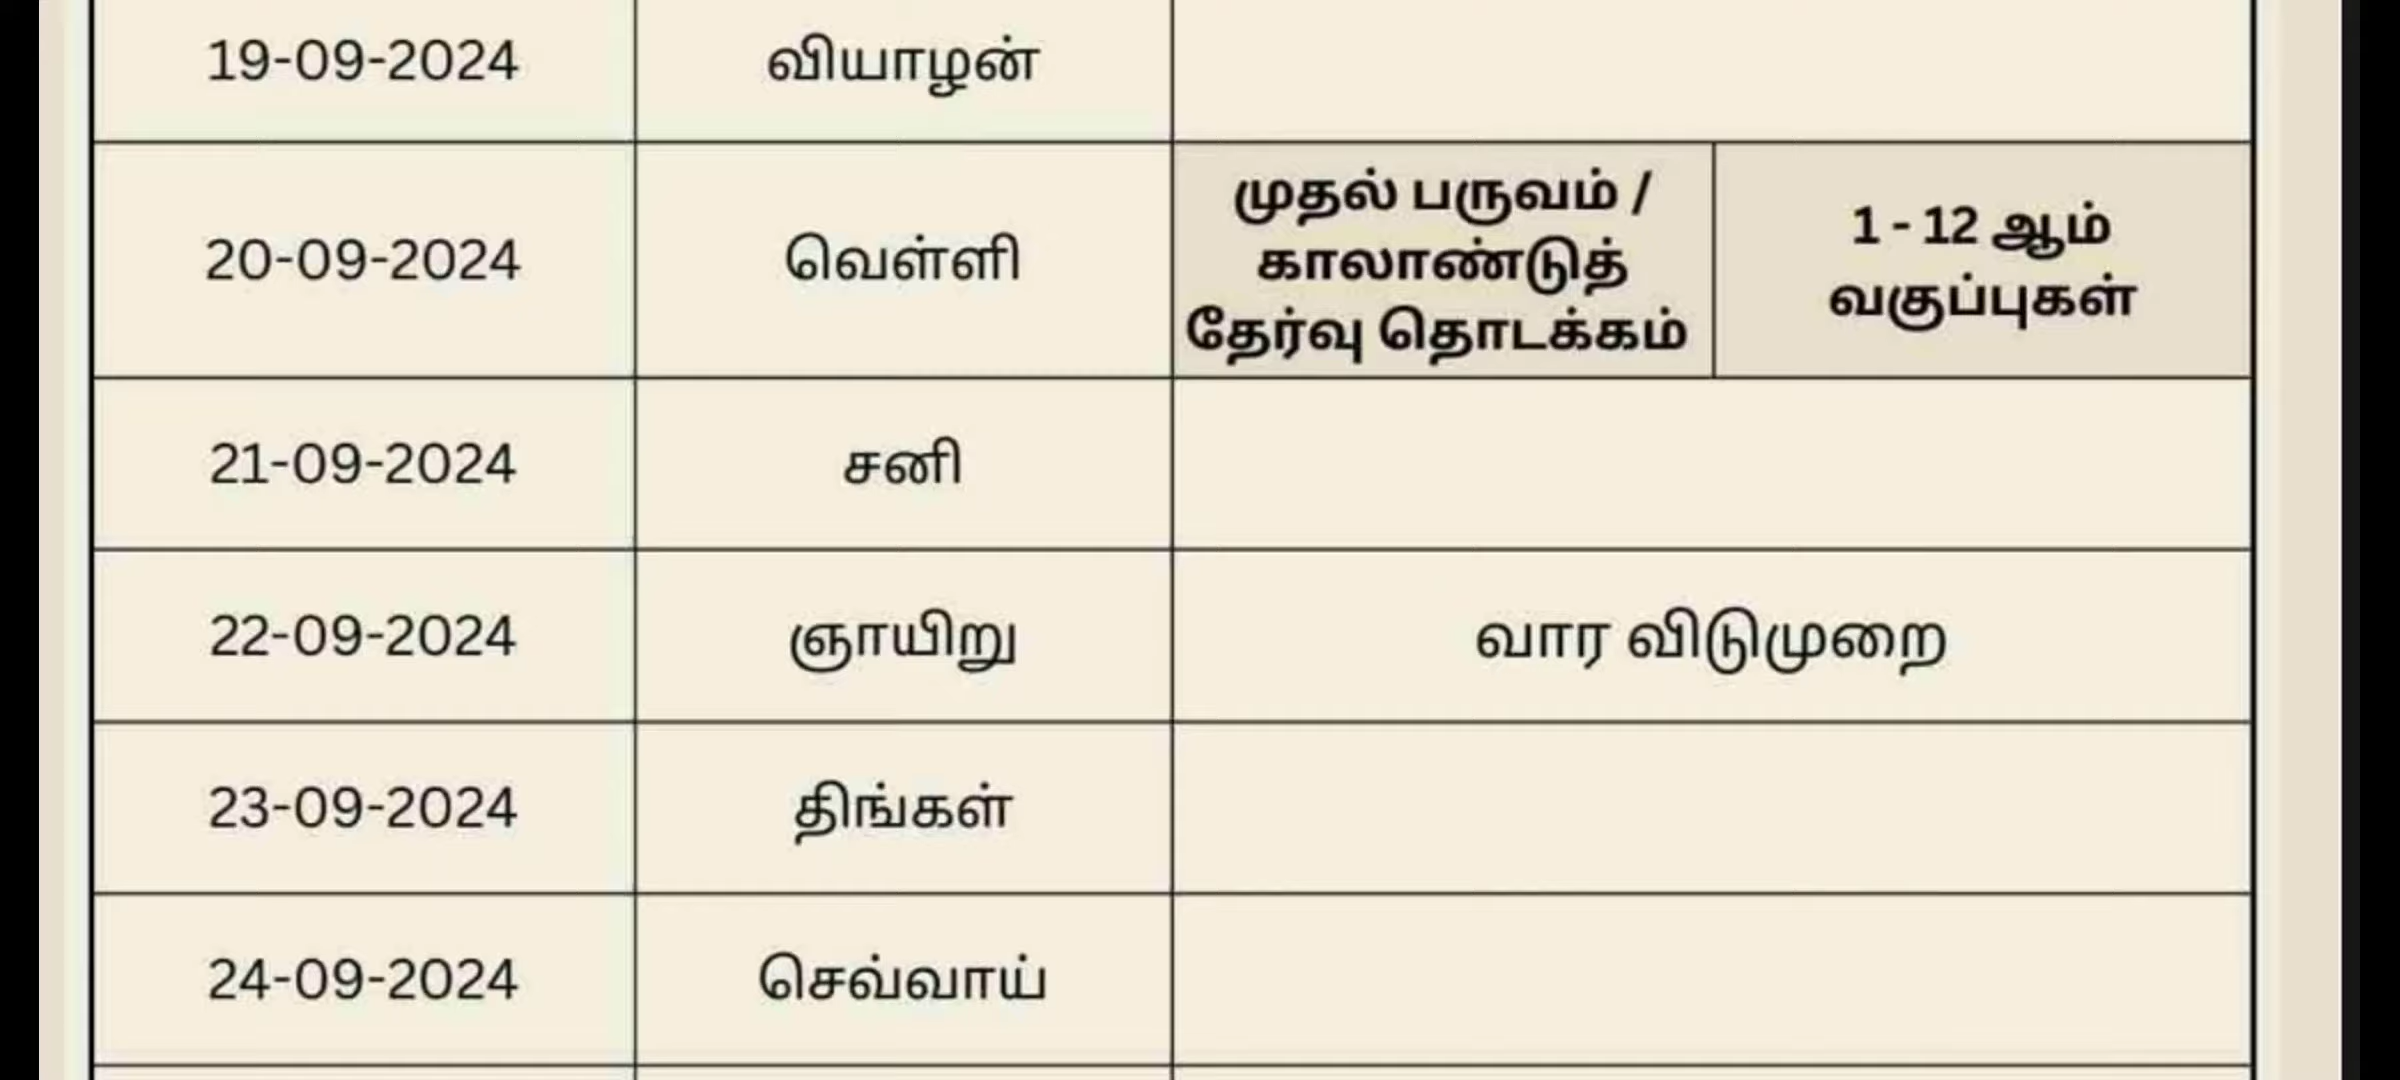 19-09-2024 வியாழன்
20-09-2024 வெள்ளி முதல் பருவம் / 1 - 12 ஆம்
காலாண்டுத் வகுப்புகள்
தேர்வு தொடக்கம்
21-09-2024 சனி
22-09-2024 ஞாயிறு வார விடுமுறை
23-09-2024 திங்கள்
24-09-2024 செவ்வாய்